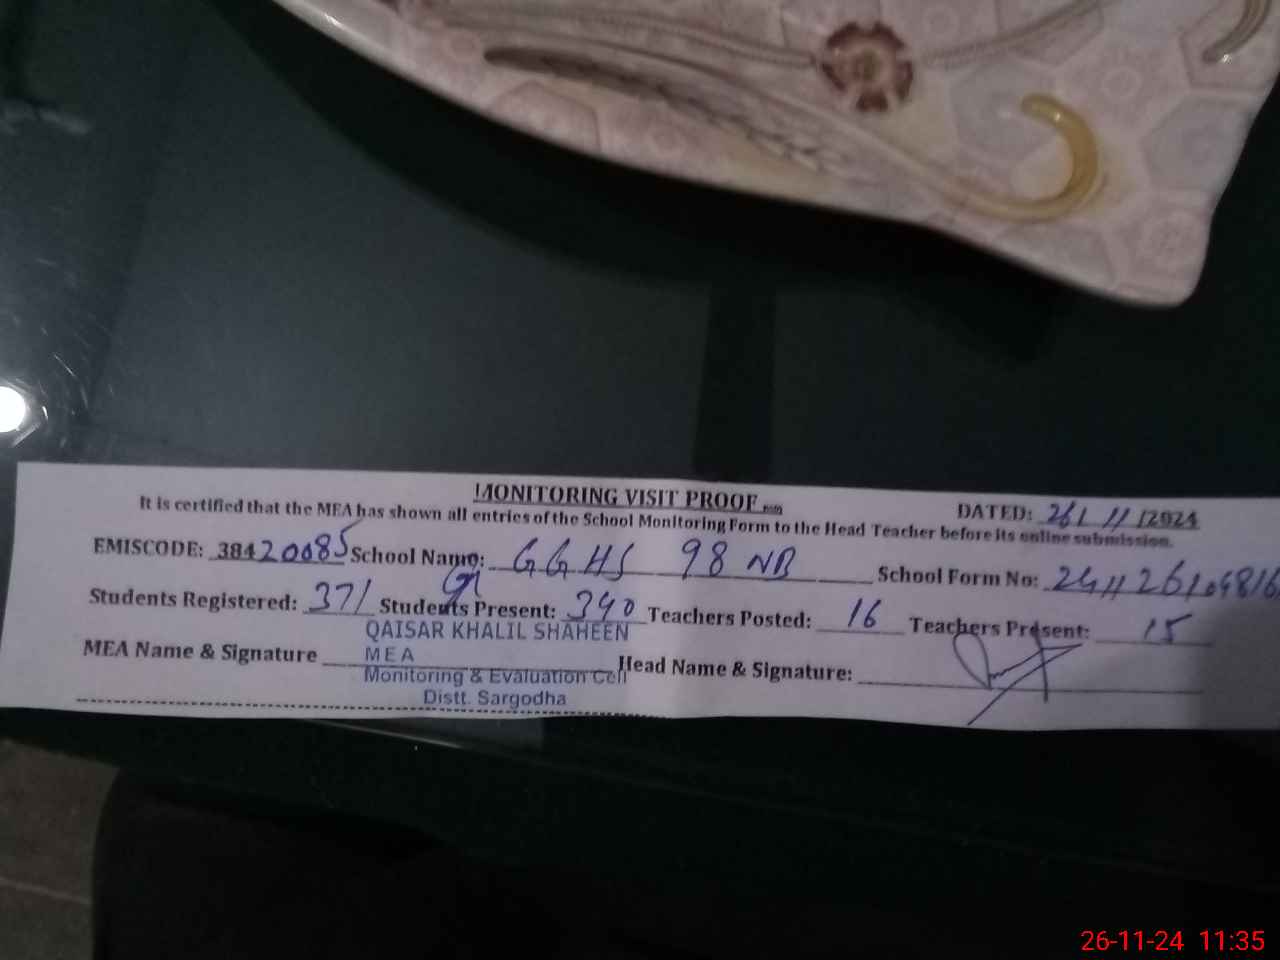 MONITORING VISIT PROOF
DATED: 26/11/2024
It is certified that the MEA has shown all entries of the School Monitoring Form to the Head Teacher before its online submission.
EMISCODE: 38420085 School Name: GGHS 98 NB School Form No:
Students Registered: 371 Students Present: 340 Teachers Posted: 16 Teachers Present: 15
QAISAR KHALIL SHAHEEN
MEA Name & Signature MEA Head Name & Signature:
Monitoring & Evaluation Cell
Distt. Sargodha
26-11-24 11:35